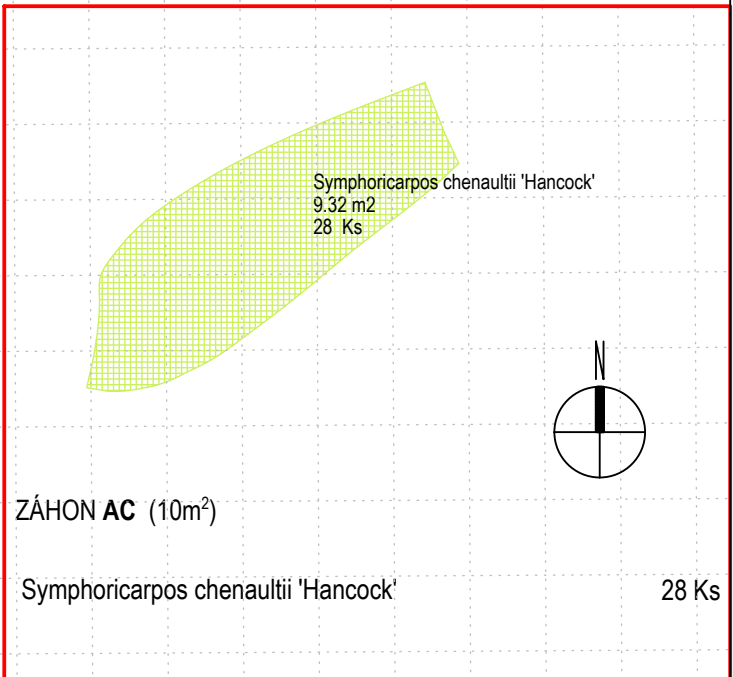 Symphoricarpos chenaultii 'Hancock'
9.32 m2
28 Ks
N
ZÁHON AC (10m²)
Symphoricarpos chenaultii 'Hancock' 28 Ks